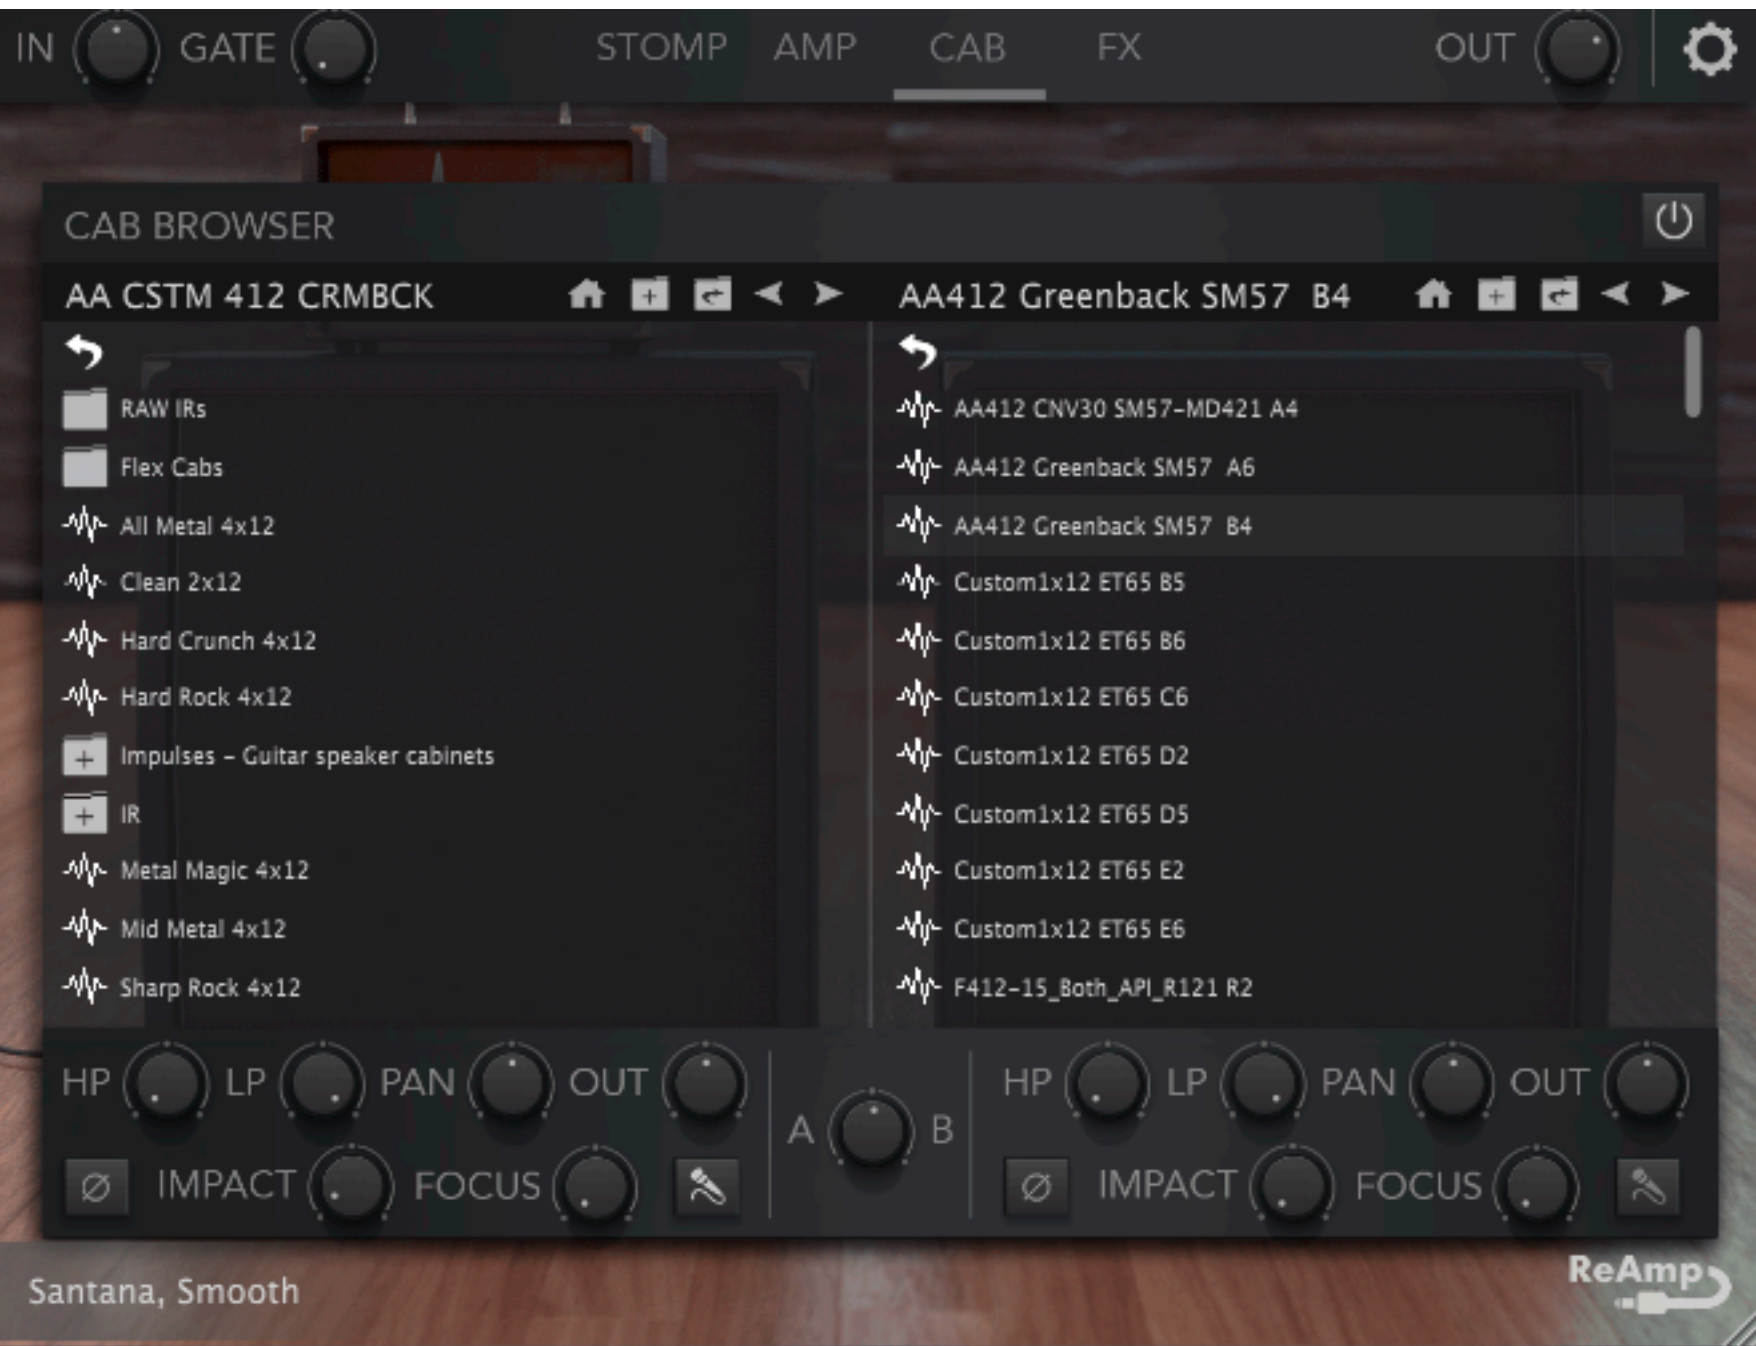 IN GATE STOMP AMP CAB FX OUT
CAB BROWSER
AA CSTM 412 CRMBCK
RAW IRs
Flex Cabs
All Metal 4x12
Clean 2x12
Hard Crunch 4x12
Hard Rock 4x12
Impulses – Guitar speaker cabinets
IR
Metal Magic 4x12
Mid Metal 4x12
Sharp Rock 4x12
AA412 Greenback SM57  B4
AA412 CNV30 SM57-MD421 A4
AA412 Greenback SM57  A6
AA412 Greenback SM57  B4
Custom1x12 ET65 B5
Custom1x12 ET65 B6
Custom1x12 ET65 C6
Custom1x12 ET65 D2
Custom1x12 ET65 D5
Custom1x12 ET65 E2
Custom1x12 ET65 E6
F412-15_Both_API_R121 R2
HP LP PAN OUT
IMPACT FOCUS
A B
HP LP PAN OUT
IMPACT FOCUS
Santana, Smooth
ReAmp